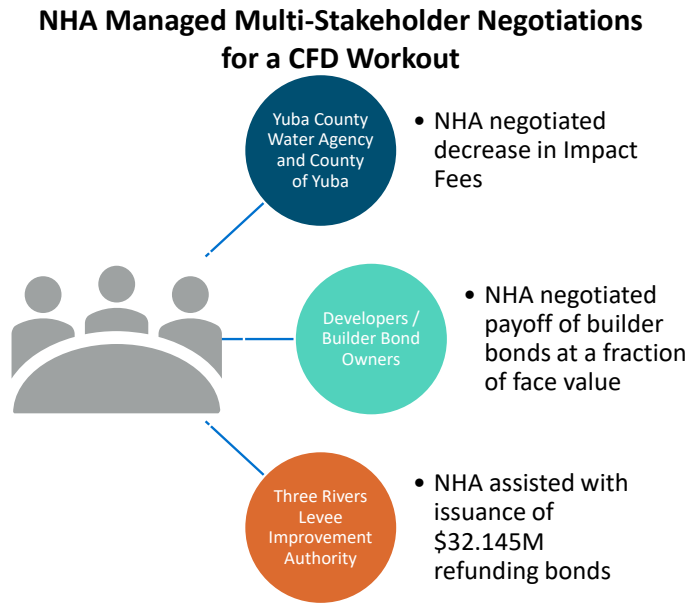 NHA Managed Multi-Stakeholder Negotiations
for a CFD Workout
Yuba County
Water Agency
and County
of Yuba
• NHA negotiated
decrease in Impact
Fees
Developers /
Builder Bond
Owners
• NHA negotiated
payoff of builder
bonds at a fraction
of face value
Three Rivers
Levee
Improvement
Authority
• NHA assisted with
issuance of
$32.145M
refunding bonds